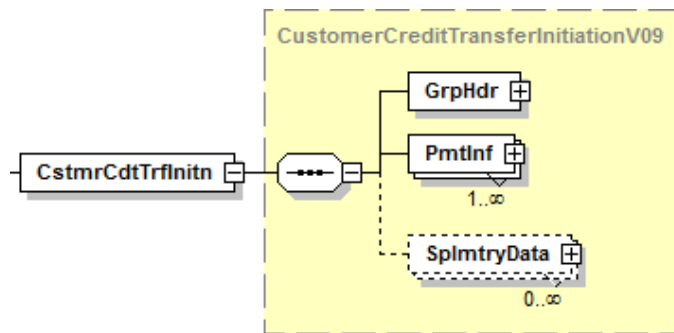 CustomerCreditTransferInitiationV09
GrpHdr
CstmrCdtTrfInitn
PmtInf
1..∞
SplmtryData
0..∞